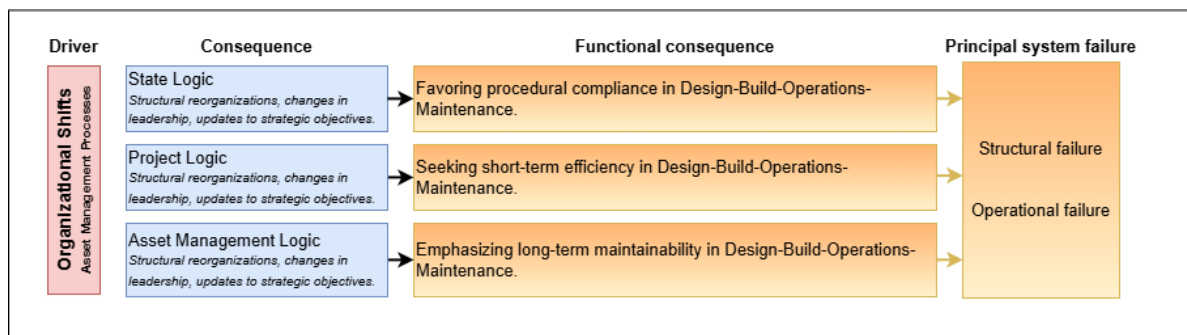 Driver
Consequence
Functional consequence
Principal system failure
Organizational Shifts
Asset Management Processes
State Logic
Structural reorganizations, changes in
leadership, updates to strategic objectives.
Favoring procedural compliance in Design-Build-Operations-
Maintenance.
Project Logic
Structural reorganizations, changes in
leadership, updates to strategic objectives.
Seeking short-term efficiency in Design-Build-Operations-
Maintenance.
Asset Management Logic
Structural reorganizations, changes in
leadership, updates to strategic objectives.
Emphasizing long-term maintainability in Design-Build-Operations-
Maintenance.
Structural failure
Operational failure